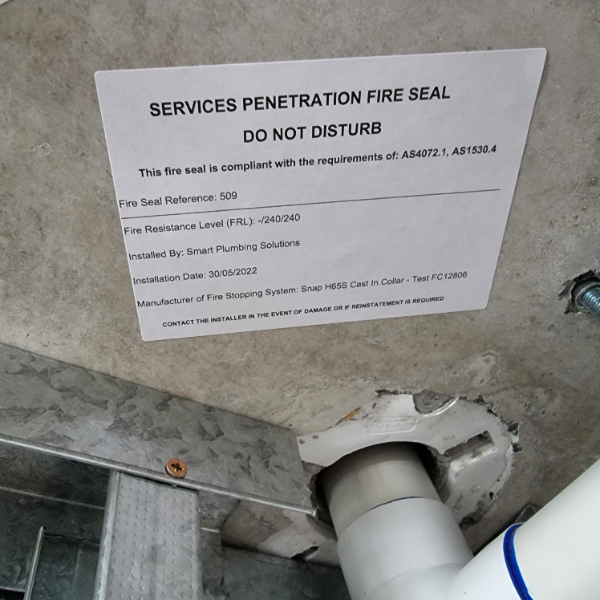 SERVICES PENETRATION FIRE SEAL
DO NOT DISTURB
This fire seal is compliant with the requirements of: AS4072.1, AS1530.4
Fire Seal Reference: 509
Fire Resistance Level (FRL): -/240/240
Installed By: Smart Plumbing Solutions
Installation Date: 30/05/2022
Manufacturer of Fire Stopping System: Snap H65S Cast In Collar - Test FC12806
CONTACT THE INSTALLER IN THE EVENT OF DAMAGE OR IF REINSTATEMENT IS REQUIRED